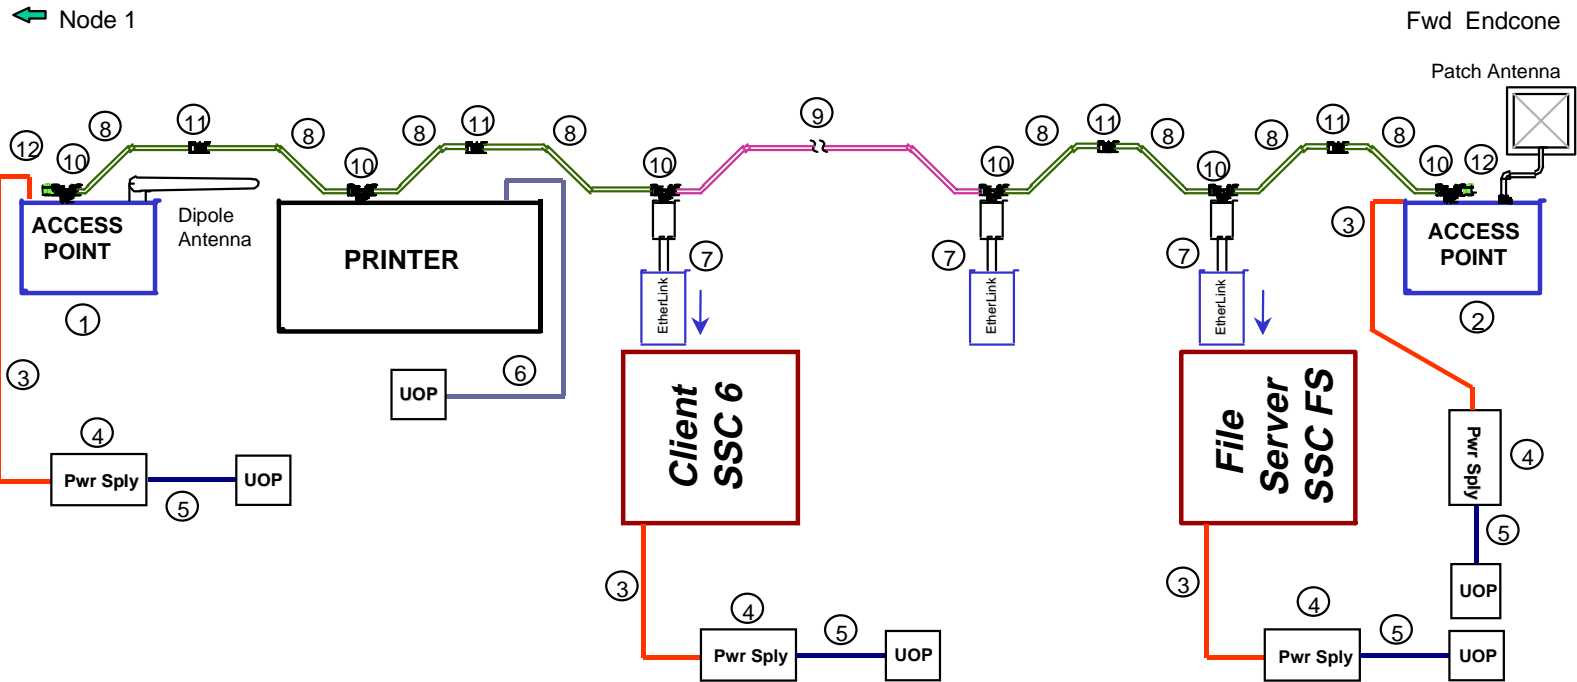 Node 1
Fwd Endcone
Patch Antenna
8
11
8
8
11
8
9
8
11
8
8
11
8
12
10
10
10
10
10
10
12
Dipole
Antenna
ACCESS
POINT
PRINTER
3
ACCESS
POINT
7
7
7
EtherLink
EtherLink
EtherLink
1
2
3
6
UOP
Client
SSC 6
File
Server
SSC FS
4
Pwr Sply
UOP
5
Pwr Sply
4
5
UOP
3
4
5
Pwr Sply
UOP
3
4
5
Pwr Sply
UOP